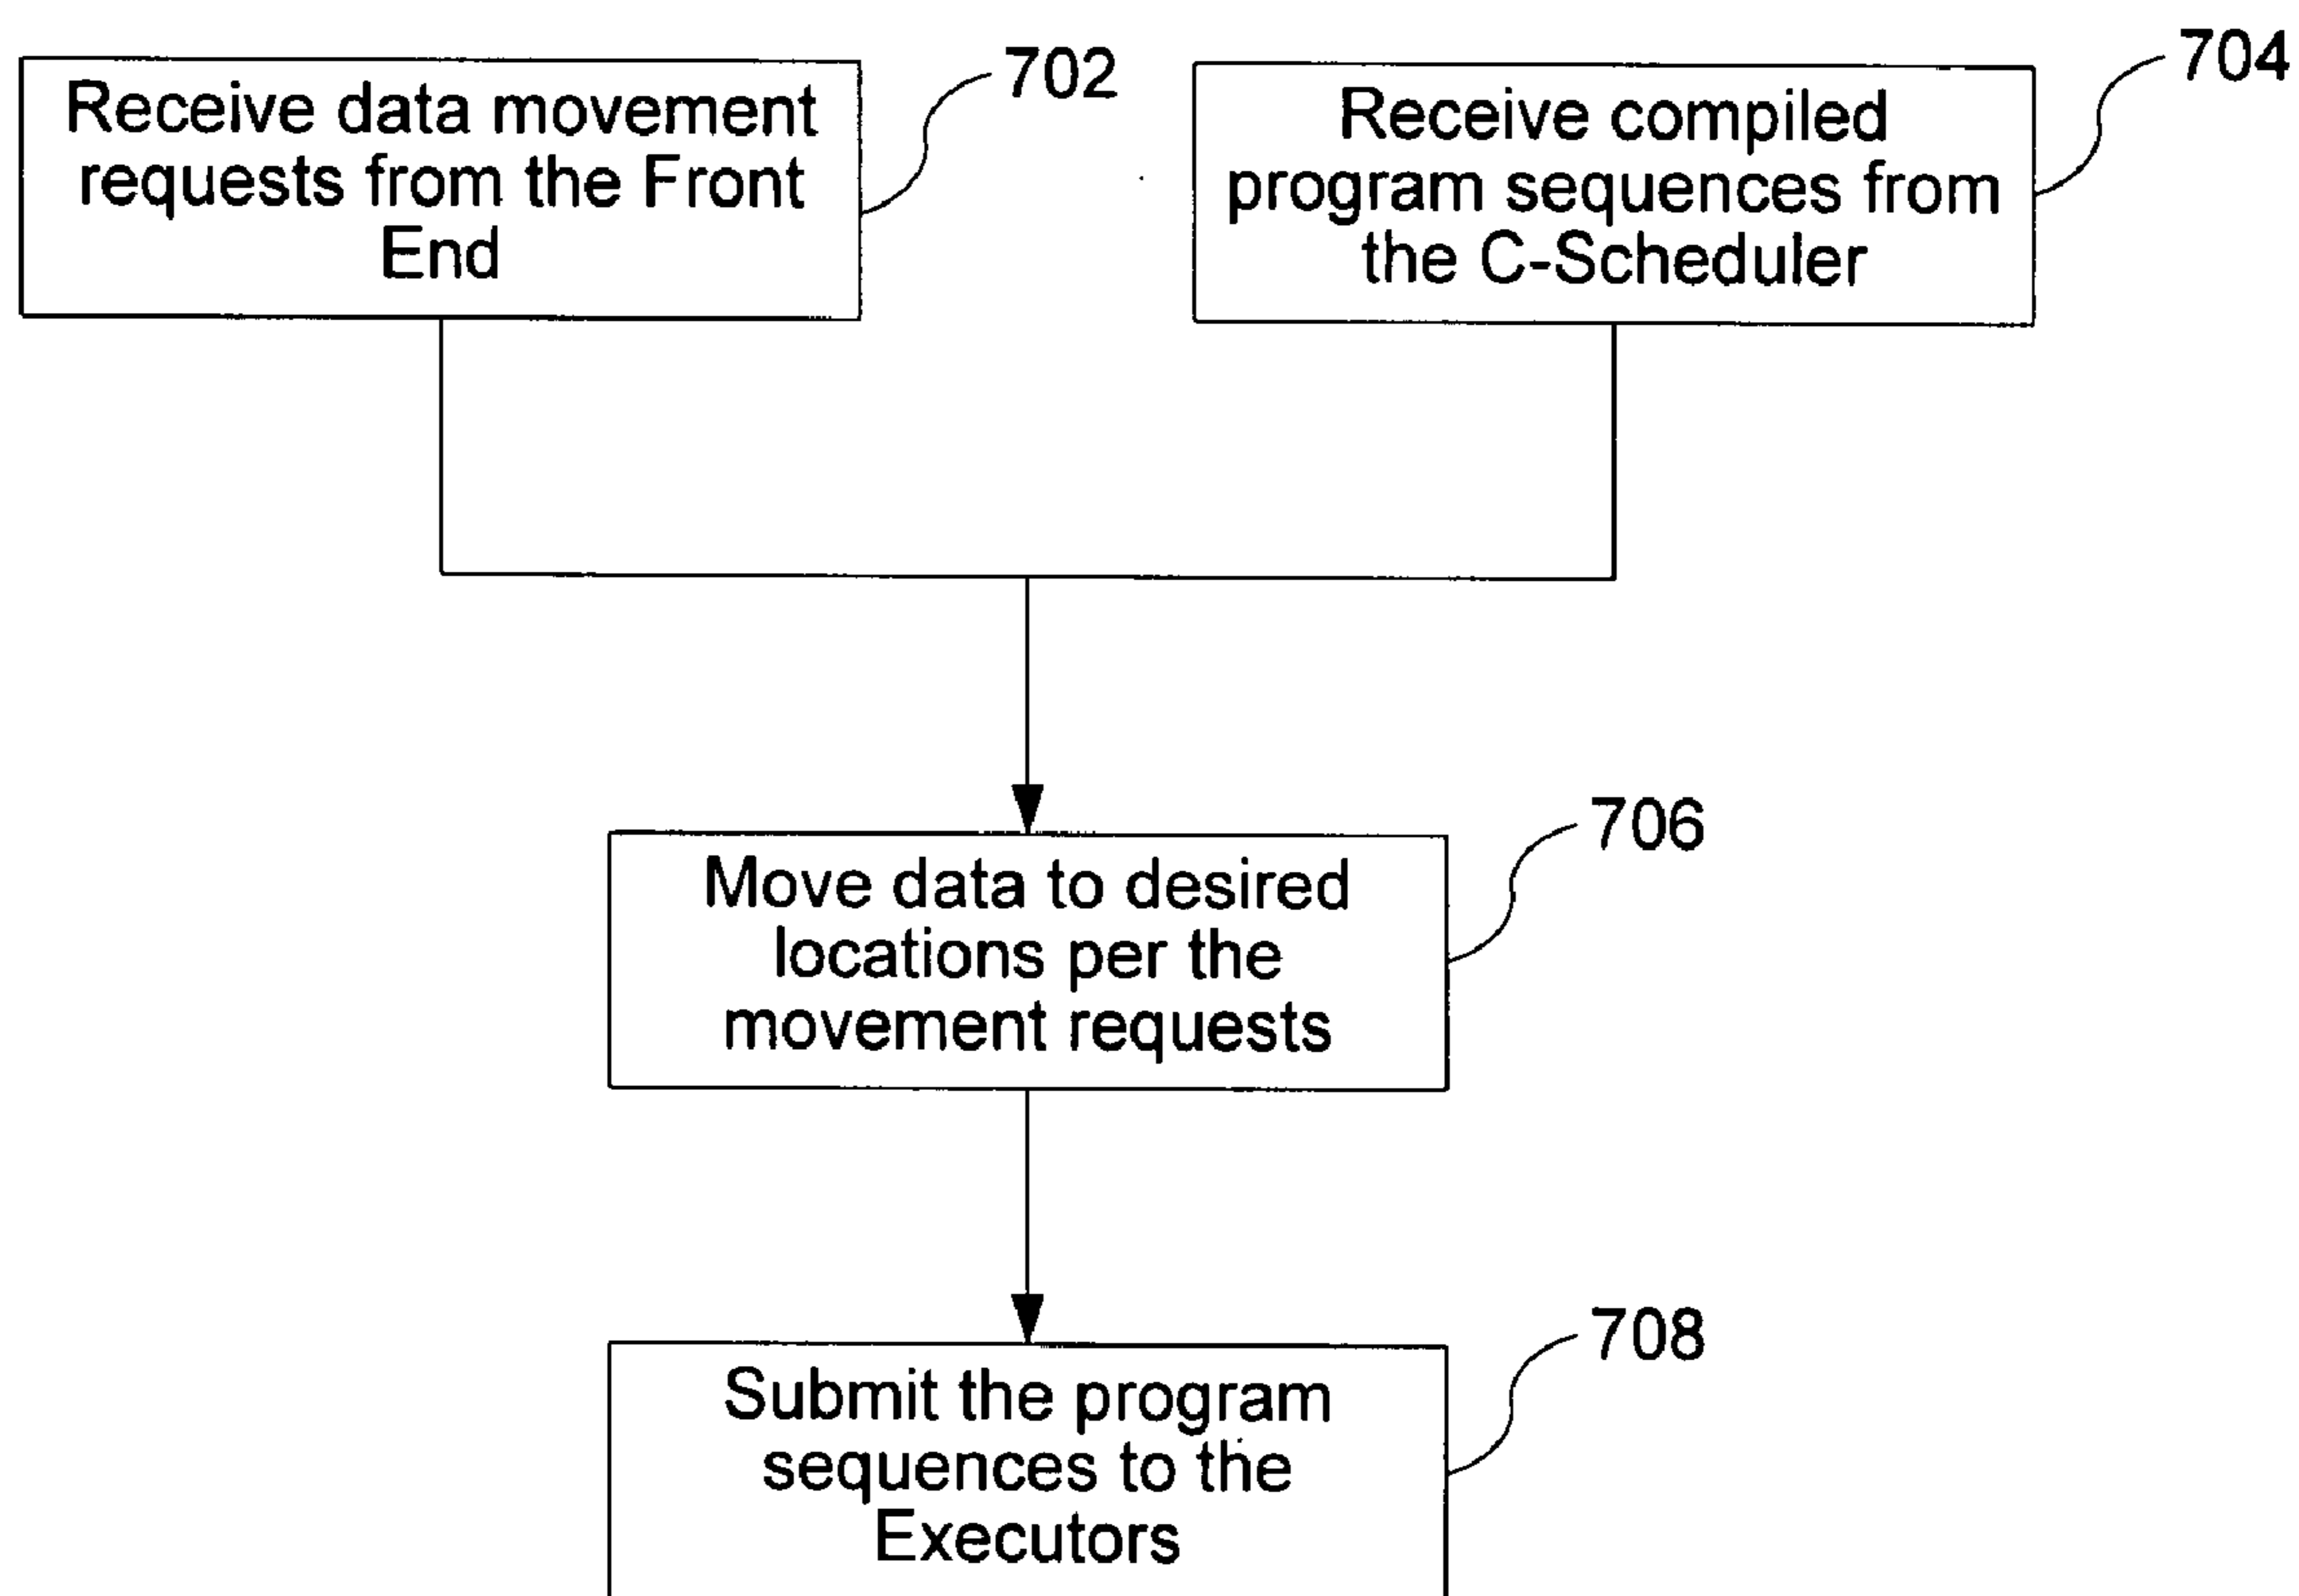 Receive data movement
requests from the Front
End
702
Receive compiled
program sequences from
the C-Scheduler
704
Move data to desired
locations per the
movement requests
706
Submit the program
sequences to the
Executors
708